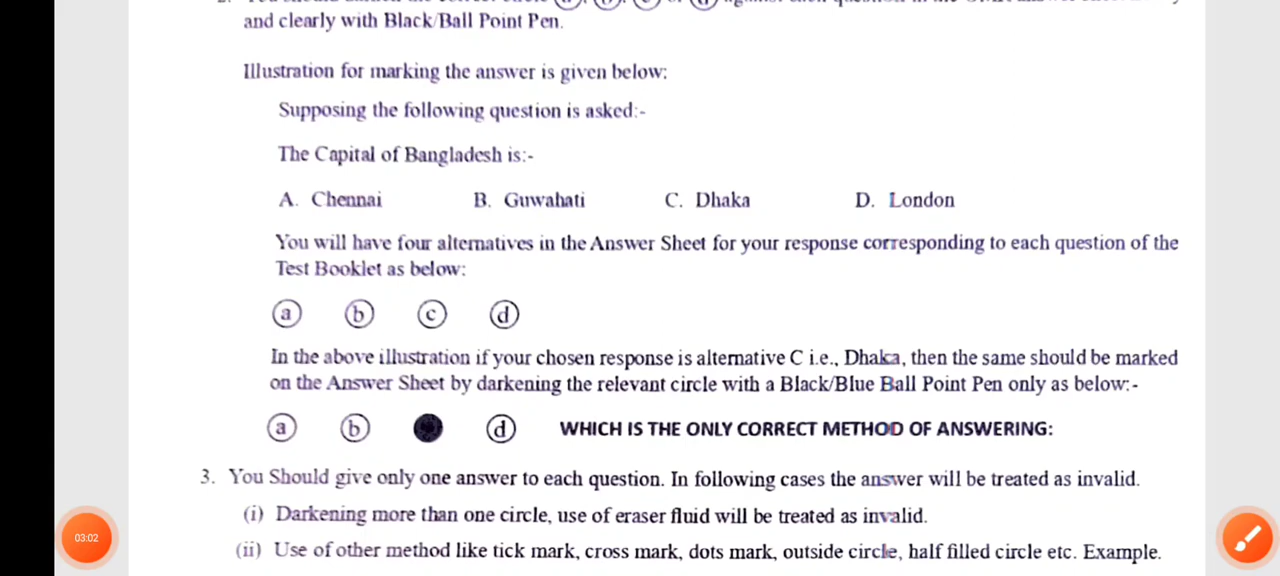 and clearly with Black/Ball Point Pen.
Illustration for marking the answer is given below:
Supposing the following question is asked:-
The Capital of Bangladesh is:-
A. Chennai B. Guwahati C. Dhaka D. London
You will have four alternatives in the Answer Sheet for your response corresponding to each question of the
Test Booklet as below:
a b c d
In the above illustration if your chosen response is alternative C i.e., Dhaka, then the same should be marked
on the Answer Sheet by darkening the relevant circle with a Black/Blue Ball Point Pen only as below:-
a b d WHICH IS THE ONLY CORRECT METHOD OF ANSWERING:
3. You Should give only one answer to each question. In following cases the answer will be treated as invalid.
(i) Darkening more than one circle, use of eraser fluid will be treated as invalid.
(ii) Use of other method like tick mark, cross mark, dots mark, outside circle, half filled circle etc. Example.
03:02